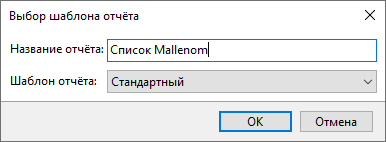 Выбор шаблона отчёта
Название отчёта: Список Mallenom
Шаблон отчёта: Стандартный
OK Отмена